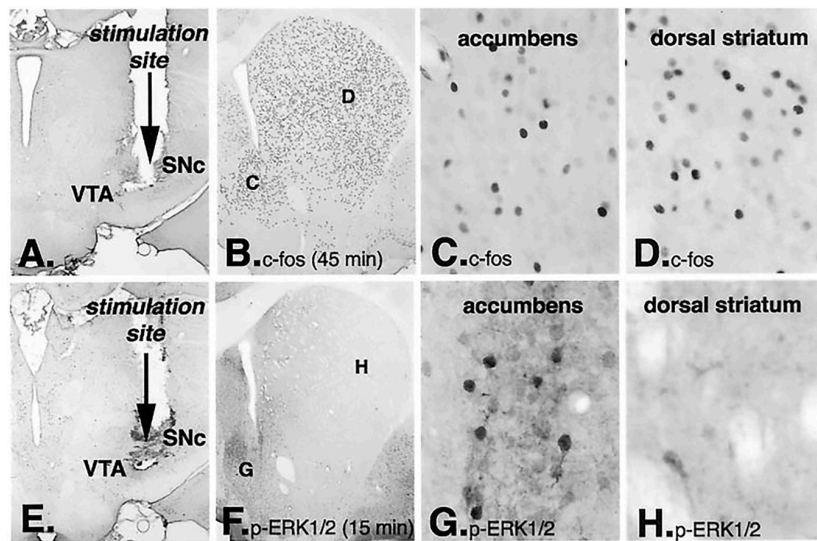 stimulation
site
SNc
VTA
A.
D
C
B.c-fos (45 min)
accumbens
C.c-fos
dorsal striatum
D.c-fos
stimulation
site
SNc
VTA
E.
H
G
F.p-ERK1/2 (15 min)
accumbens
G.p-ERK1/2
dorsal striatum
H.p-ERK1/2